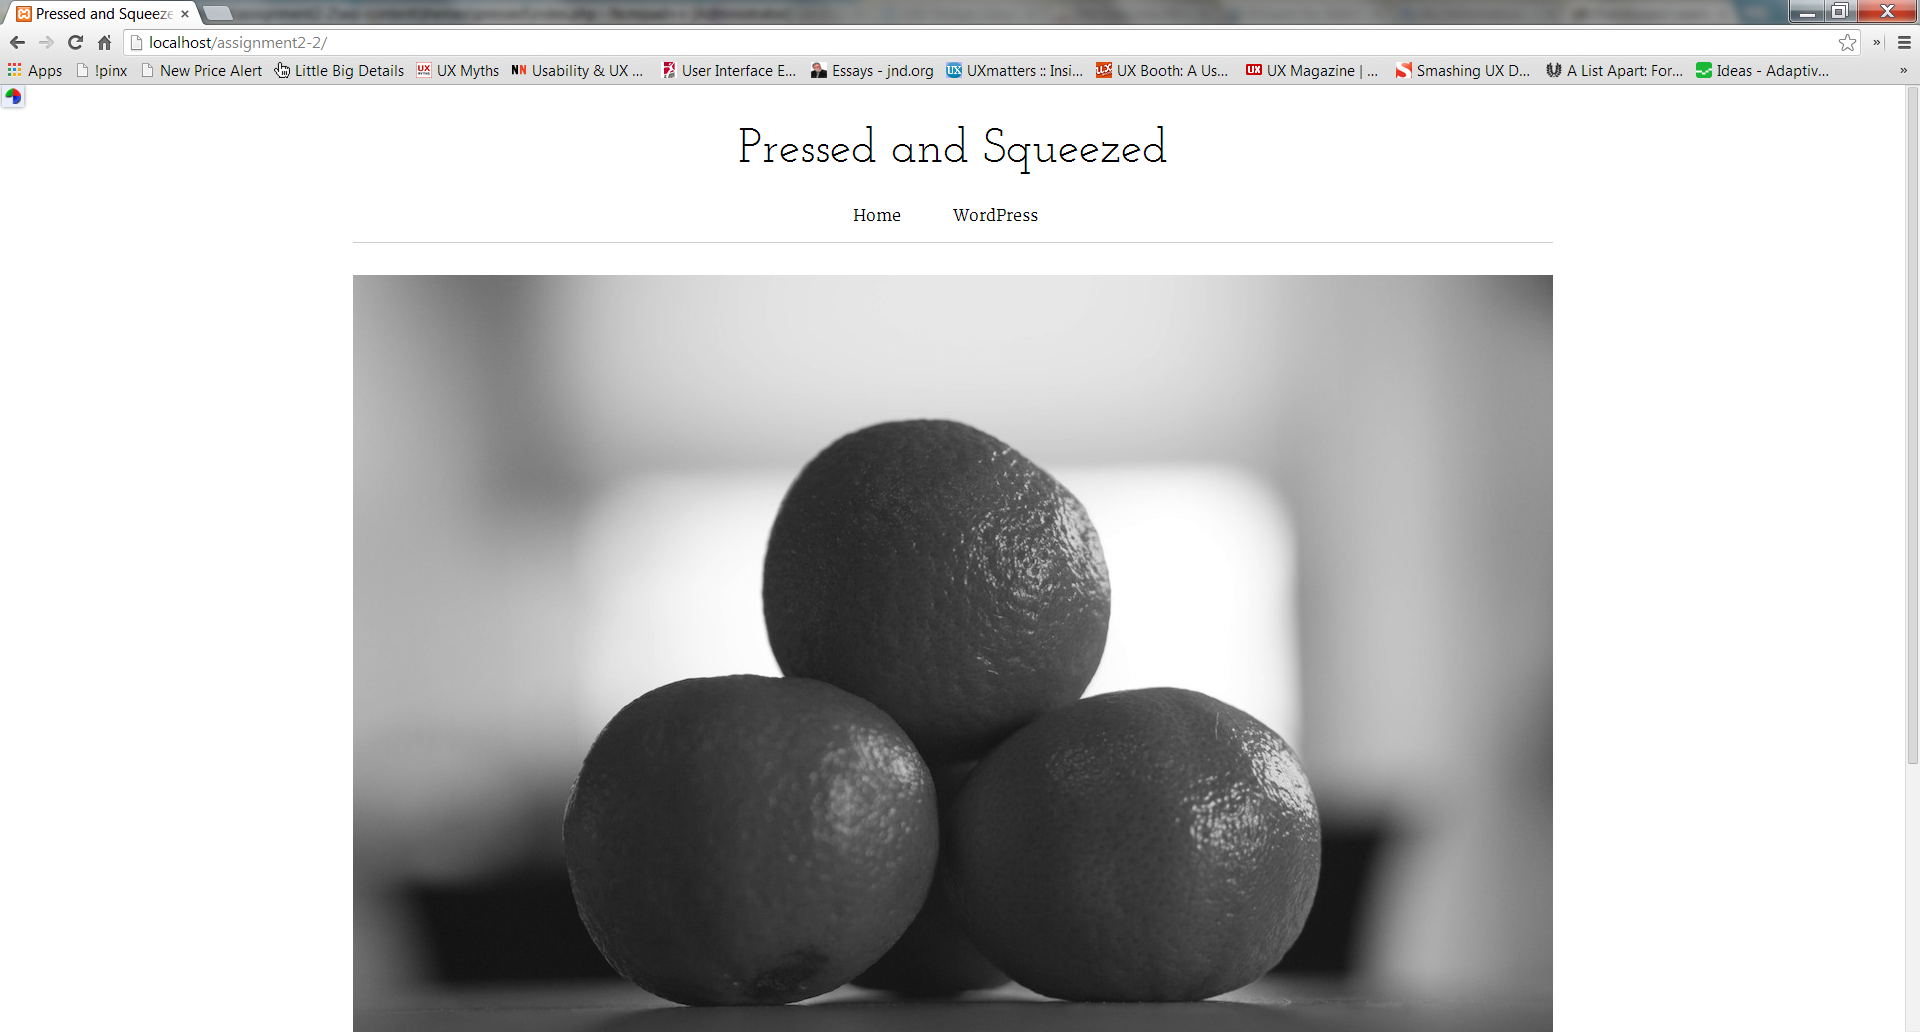 Pressed and Squeeze
localhost/assignment2-2/
»
Apps !pinx New Price Alert Little Big Details UX Myths NN Usability & UX ... User Interface E... Essays - jnd.org UXmatters :: Insi... UX Booth: A Us... UX UX Magazine | ... Smashing UX D... A List Apart: For... Ideas - Adaptiv... »
Pressed and Squeezed
Home WordPress